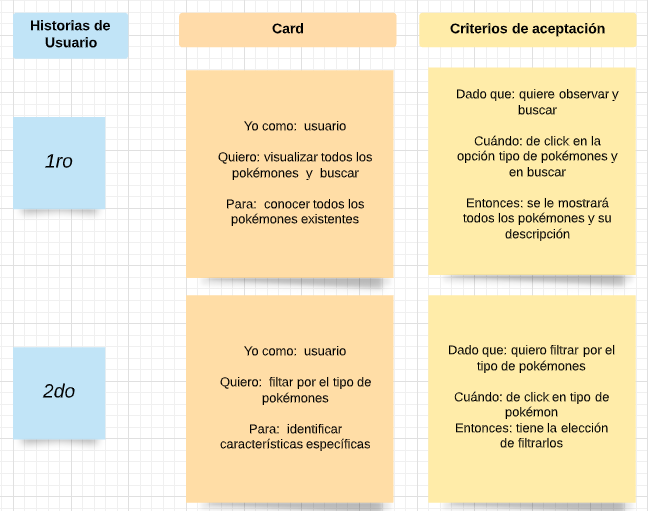 Historias de
Usuario
Card
Criterios de aceptación
1ro
Yo como: usuario
Quiero: visualizar todos los
pokémones y buscar
Para: conocer todos los
pokémones existentes
Dado que: quiere observar y
buscar
Cuándo: de click en la
opción tipo de pokémones y
en buscar
Entonces: se le mostrará
todos los pokémones y su
descripción
2do
Yo como: usuario
Quiero: filtar por el tipo de
pokémones
Para: identificar
características específicas
Dado que: quiero filtrar por el
tipo de pokémones
Cuándo: de click en tipo de
pokémon
Entonces: tiene la elección
de filtrarlos